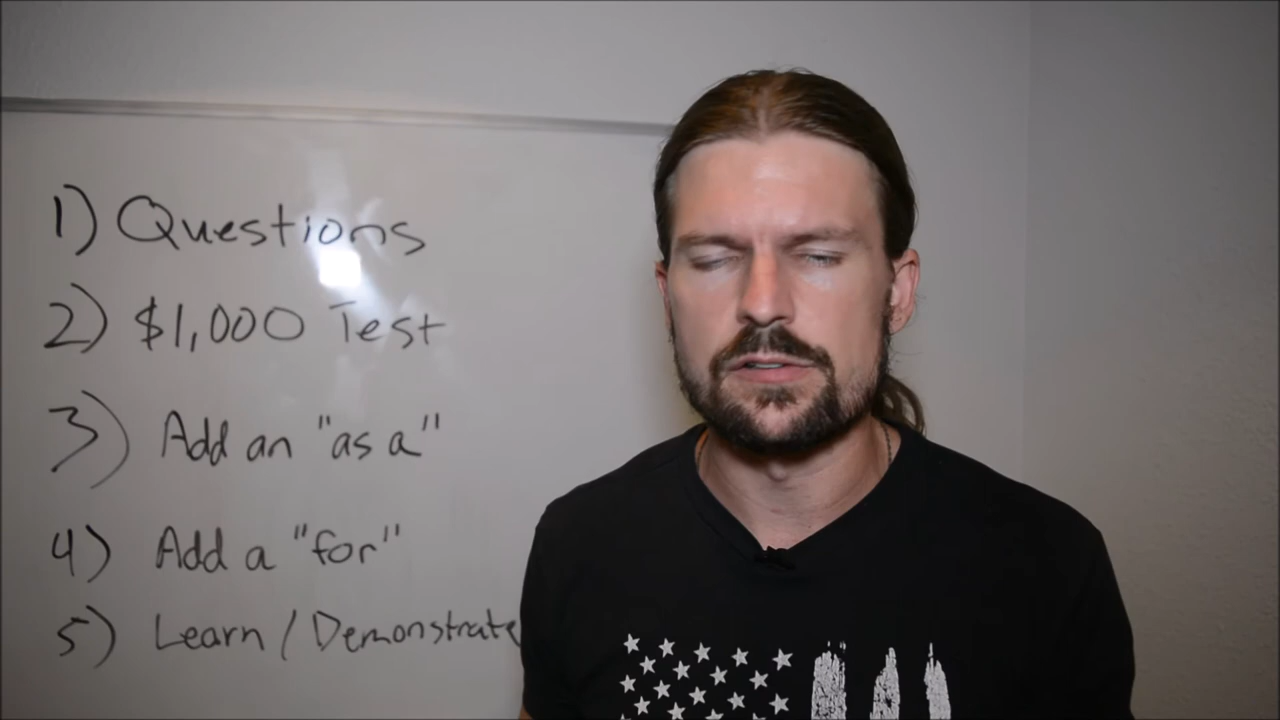 1) Questions
2) $1,000 Test
3) Add an "as a"
4) Add a "for"
5) Learn / Demonstrate